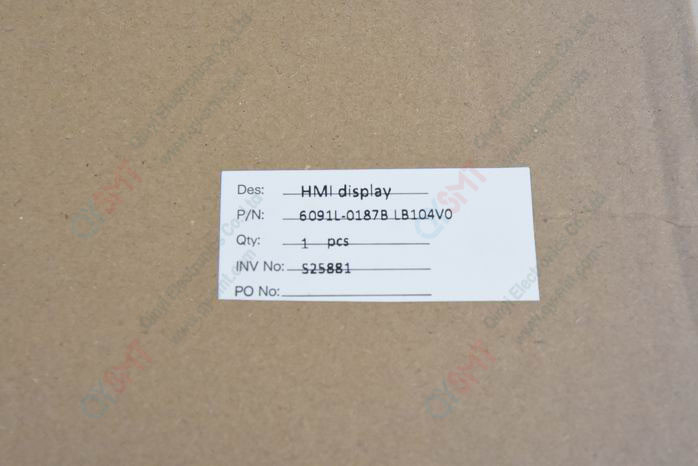 Des: HMI display
P/N: 6091L-0187B LB104V0
Qty: 1 pcs
INV No: S25881
PO No: